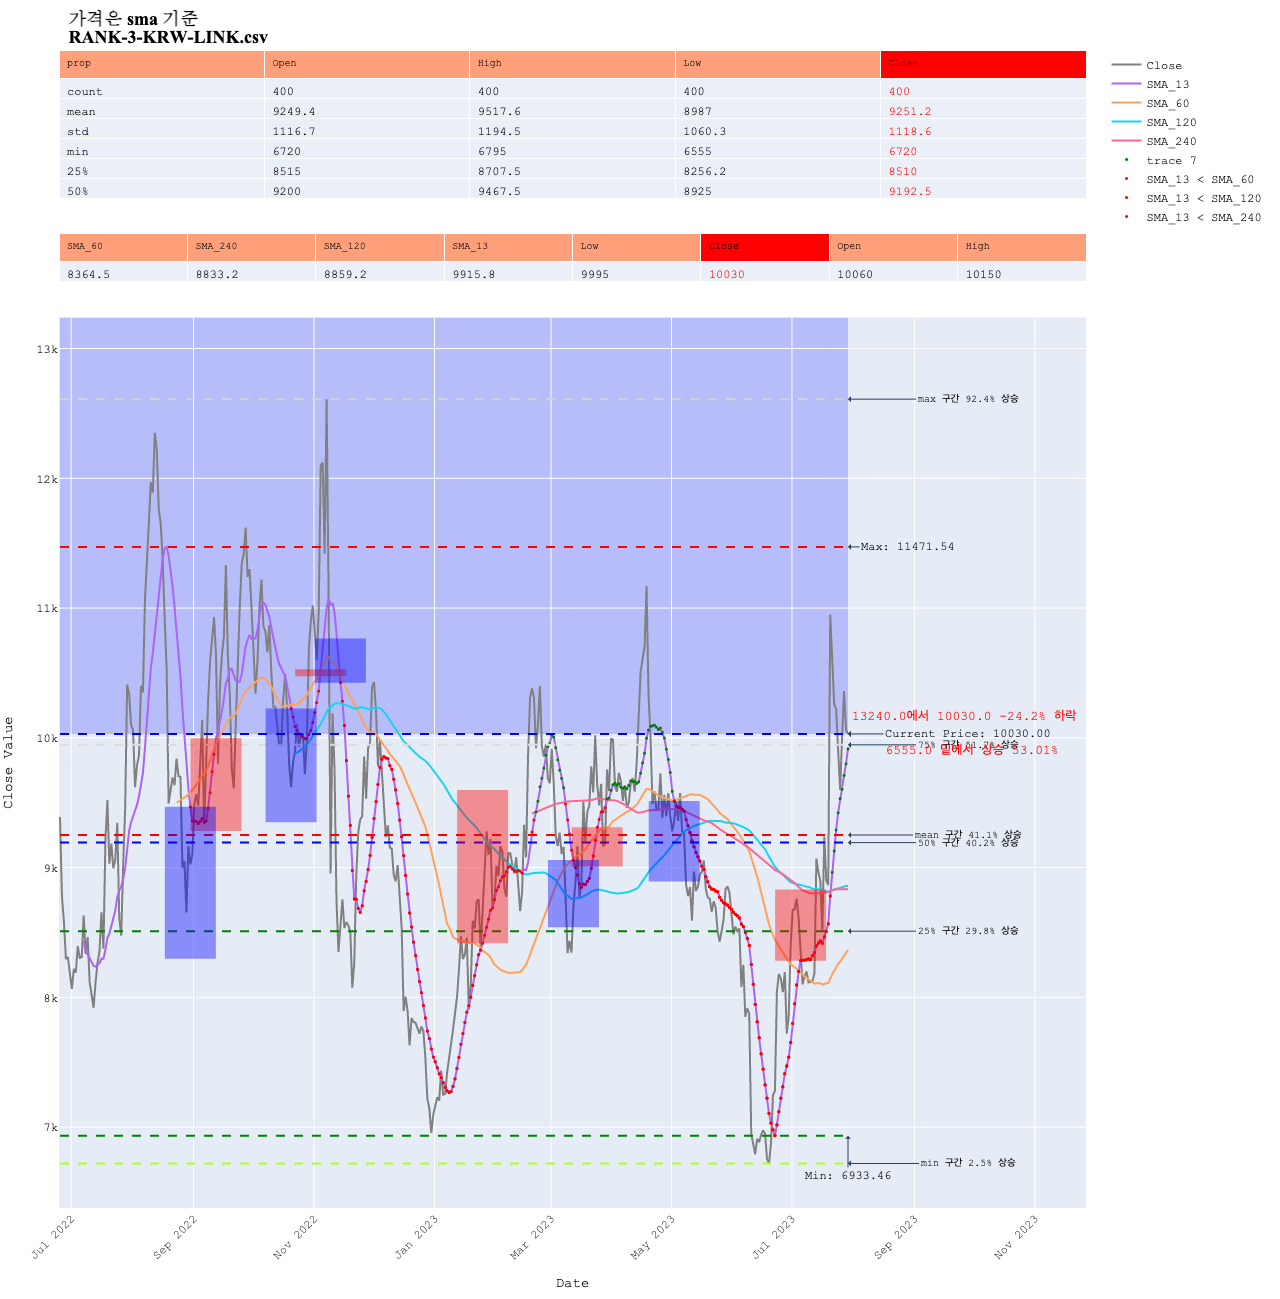 가격은 sma 기준
RANK-3-KRW-LINK.csv
prop Open High Low Close
count 400 400 400 400
mean 9249.4 9517.6 8987 9251.2
std 1116.7 1194.5 1060.3 1118.6
min 6720 6795 6555 6720
25% 8515 8707.5 8256.2 8510
50% 9200 9467.5 8925 9192.5
SMA_60 SMA_240 SMA_120 SMA_13 Low Close Open High
8364.5 8833.2 8859.2 9915.8 9995 10030 10060 10150
Close
SMA_13
SMA_60
SMA_120
SMA_240
trace 7
SMA_13 < SMA_60
SMA_13 < SMA_120
SMA_13 < SMA_240
13k
12k
11k
10k
9k
8k
7k
Close Value
max 구간 92.4% 상승
Max: 11471.54
13240.0에서 10030.0 -24.2% 하락
Current Price: 10030.00
75% 구간 51.7% 상승
6555.0 밑에서 상승 53.01%
mean 구간 41.1% 상승
50% 구간 40.2% 상승
25% 구간 29.8% 상승
min 구간 2.5% 상승
Min: 6933.46
Jul 2022
Sep 2022
Nov 2022
Jan 2023
Mar 2023
May 2023
Jul 2023
Sep 2023
Nov 2023
Date